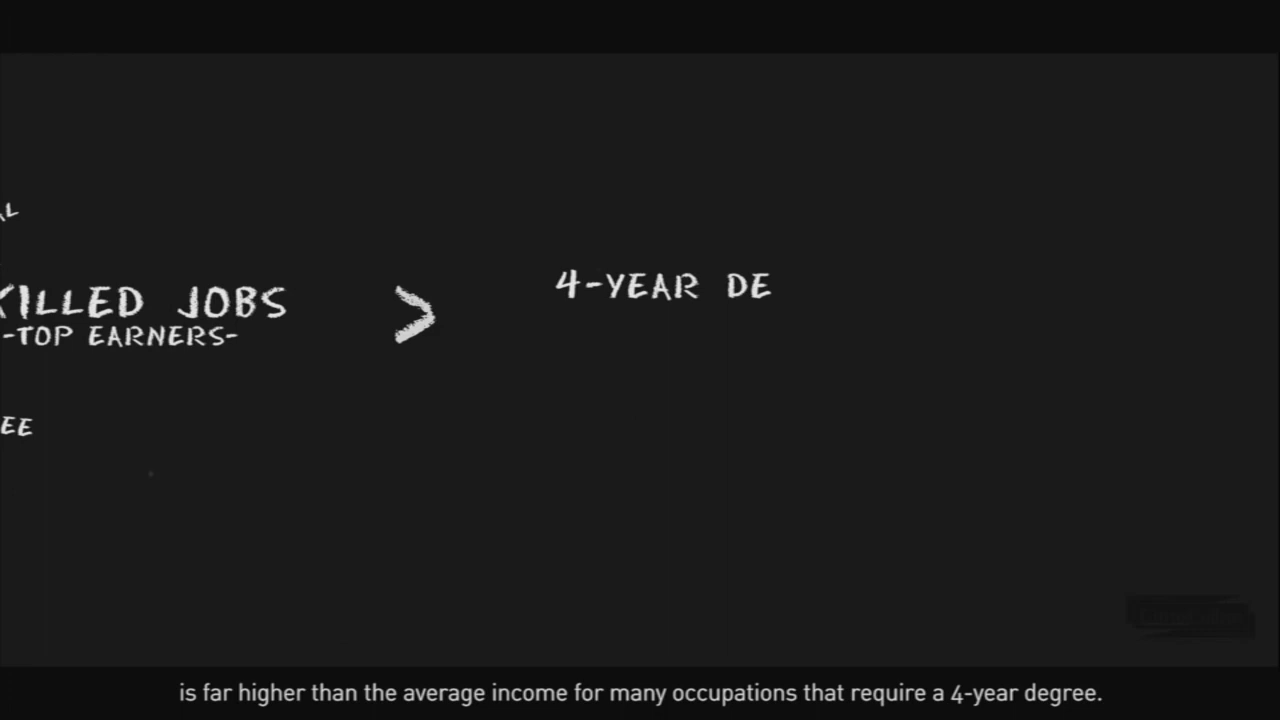 AL
KILLED JOBS
-TOP EARNERS-
>
4-YEAR DE
EE
is far higher than the average income for many occupations that require a 4-year degree.